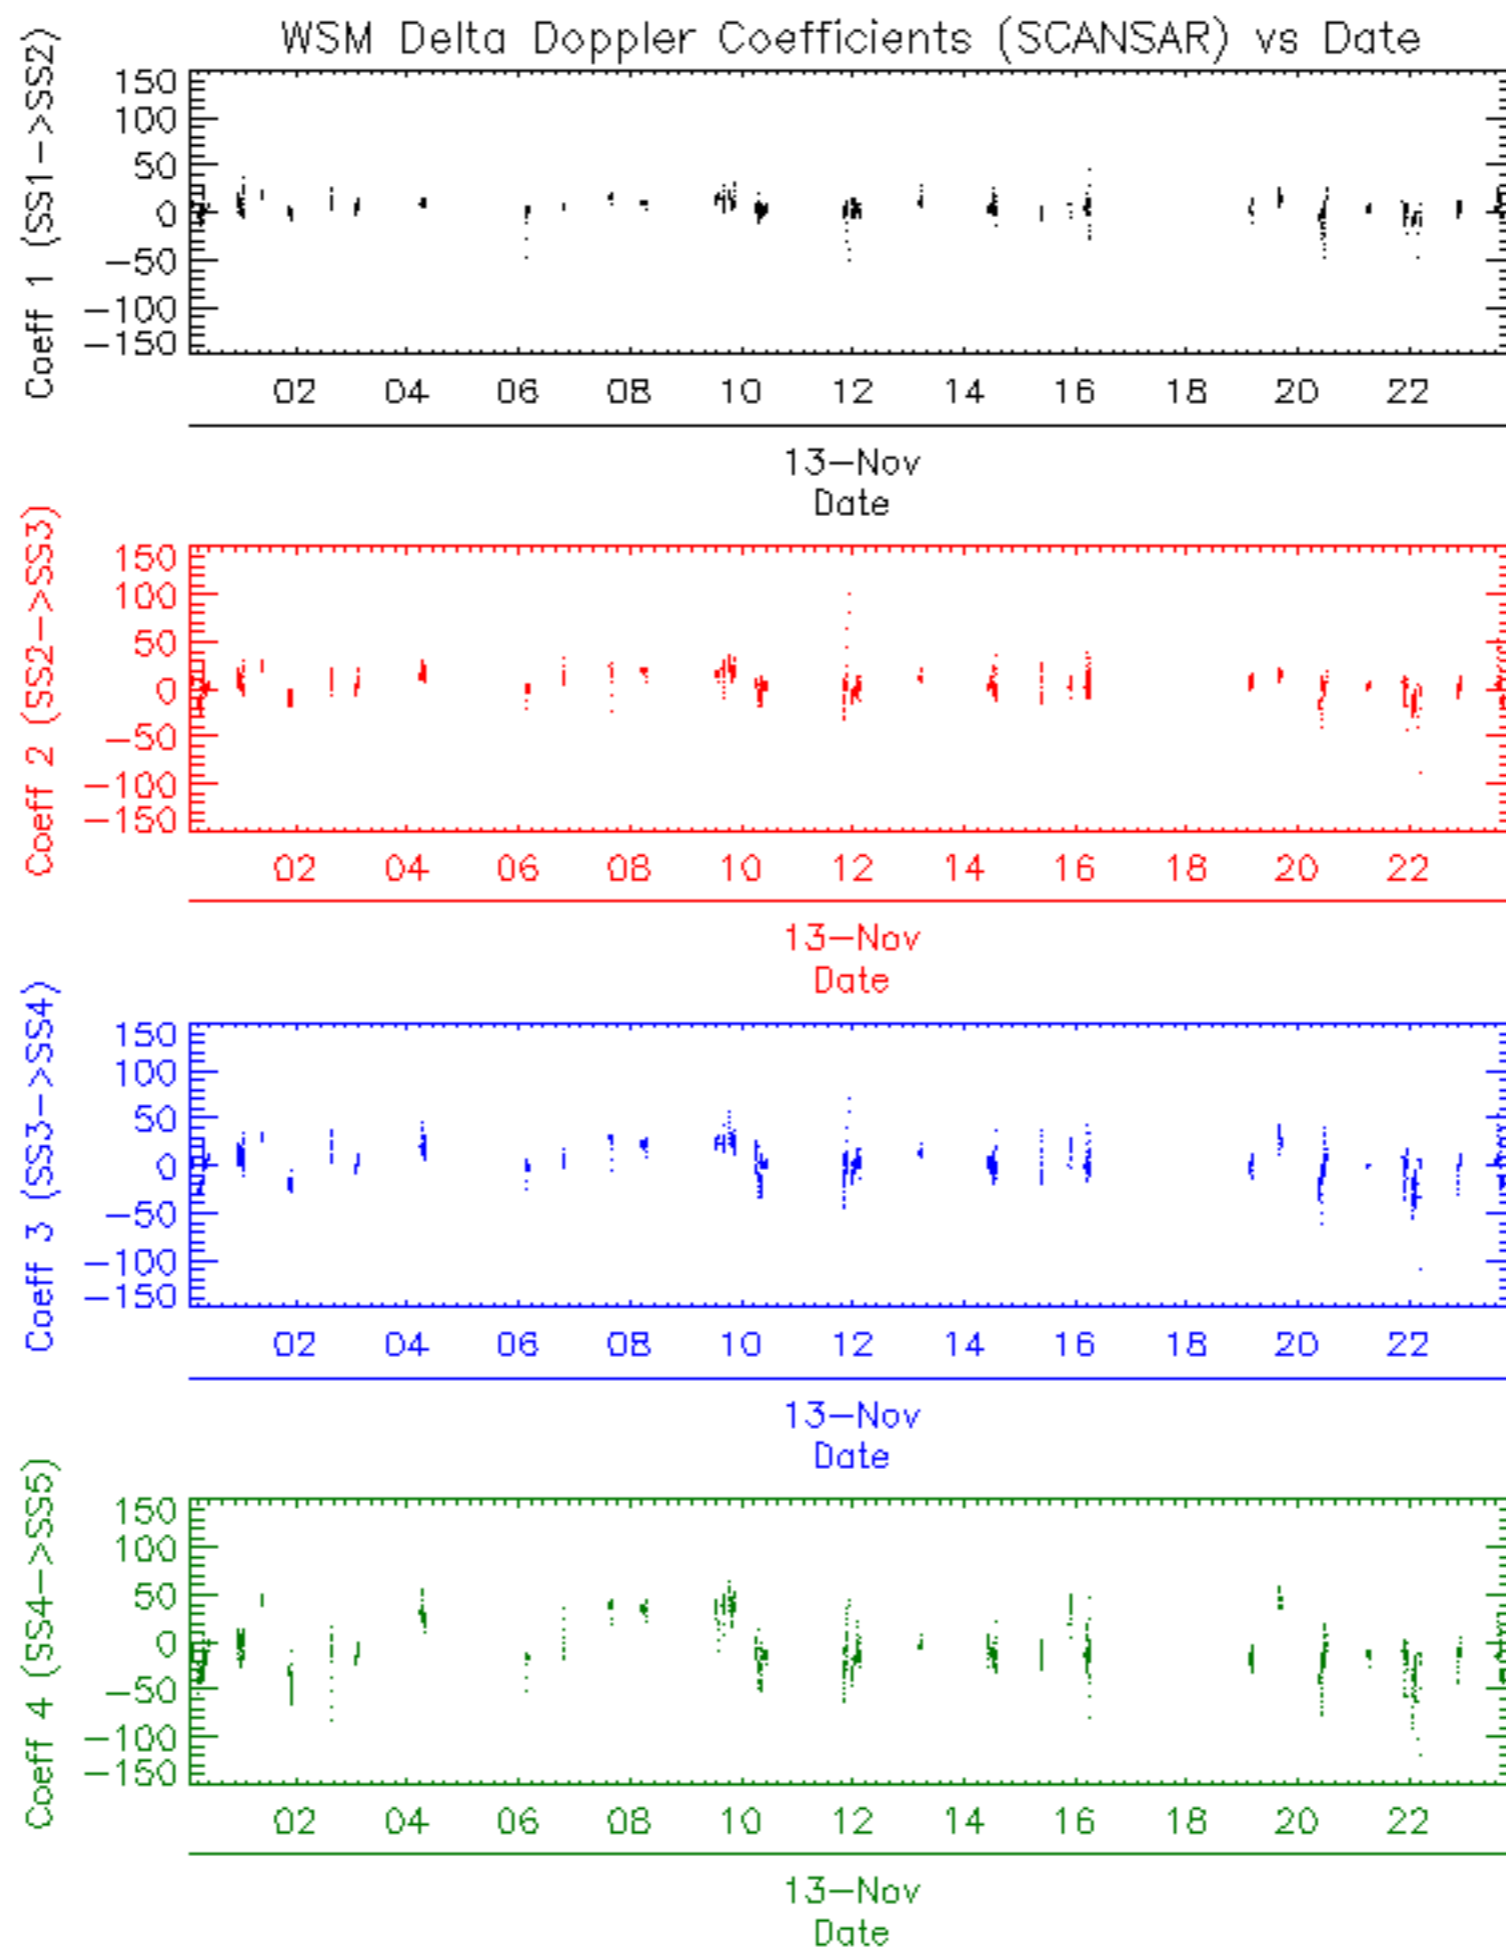 WSM Delta Doppler Coefficients (SCANSAR) vs Date
Coeff 1 (SS1->SS2)
150
100
50
0
-50
-100
-150
02 04 06 08 10 12 14 16 18 20 22
13-Nov
Date
Coeff 2 (SS2->SS3)
150
100
50
0
-50
-100
-150
02 04 06 08 10 12 14 16 18 20 22
13-Nov
Date
Coeff 3 (SS3->SS4)
150
100
50
0
-50
-100
-150
02 04 06 08 10 12 14 16 18 20 22
13-Nov
Date
Coeff 4 (SS4->SS5)
150
100
50
0
-50
-100
-150
02 04 06 08 10 12 14 16 18 20 22
13-Nov
Date